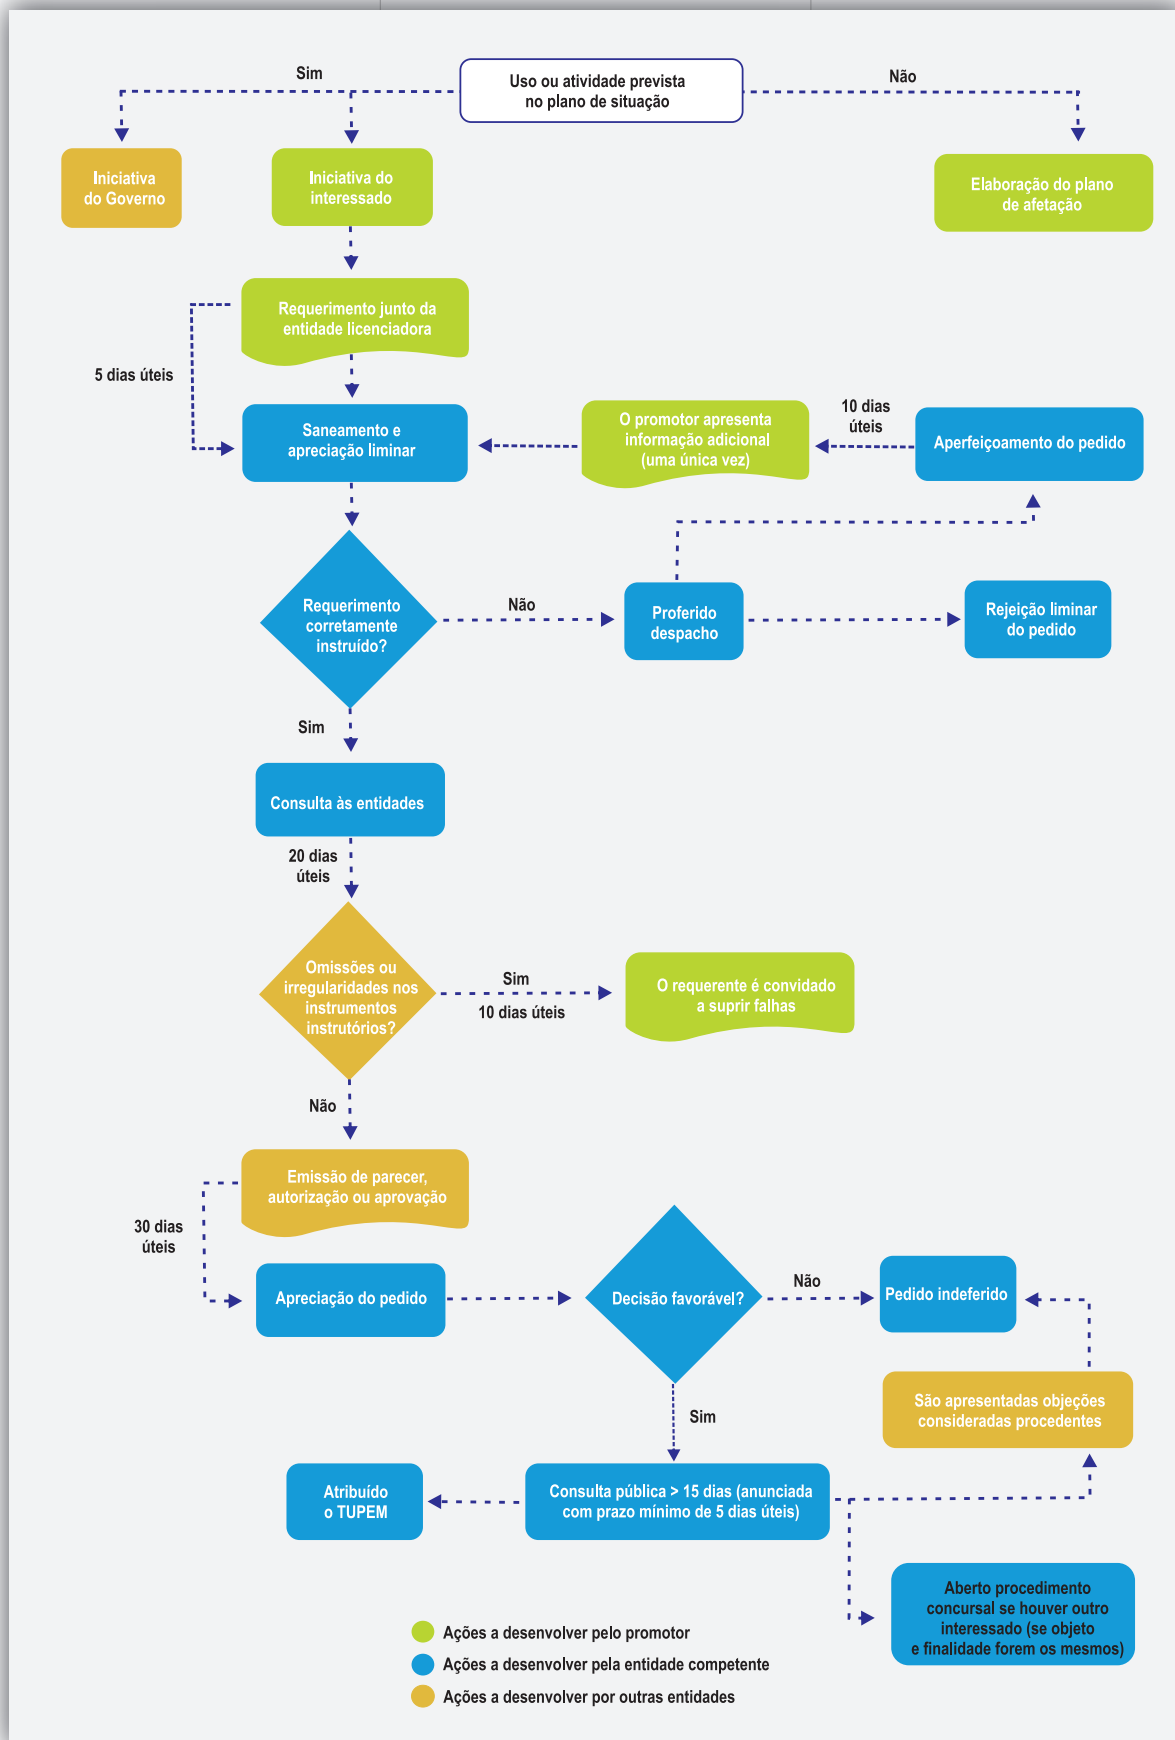 Sim
Uso ou atividade prevista
no plano de situação
Não
Iniciativa
do Governo
Iniciativa do
interessado
Elaboração do plano
de afetação
Requerimento junto da
entidade licenciadora
5 dias úteis
Saneamento e
apreciação liminar
O promotor apresenta
informação adicional
(uma única vez)
10 dias
úteis
Aperfeiçoamento do pedido
Requerimento
corretamente
instruído?
Não
Proferido
despacho
Rejeição liminar
do pedido
Sim
Consulta às entidades
20 dias
úteis
Omissões ou
irregularidades nos
instrumentos
instrutórios?
Sim
10 dias úteis
O requerente é convidado
a suprir falhas
Não
Emissão de parecer,
autorização ou aprovação
30 dias
úteis
Apreciação do pedido
Decisão favorável?
Não
Pedido indeferido
São apresentadas objeções
consideradas procedentes
Sim
Atribuído
o TUPEM
Consulta pública > 15 dias (anunciada
com prazo mínimo de 5 dias úteis)
Aberto procedimento
concursal se houver outro
interessado (se objeto
e finalidade forem os mesmos)
Ações a desenvolver pelo promotor
Ações a desenvolver pela entidade competente
Ações a desenvolver por outras entidades